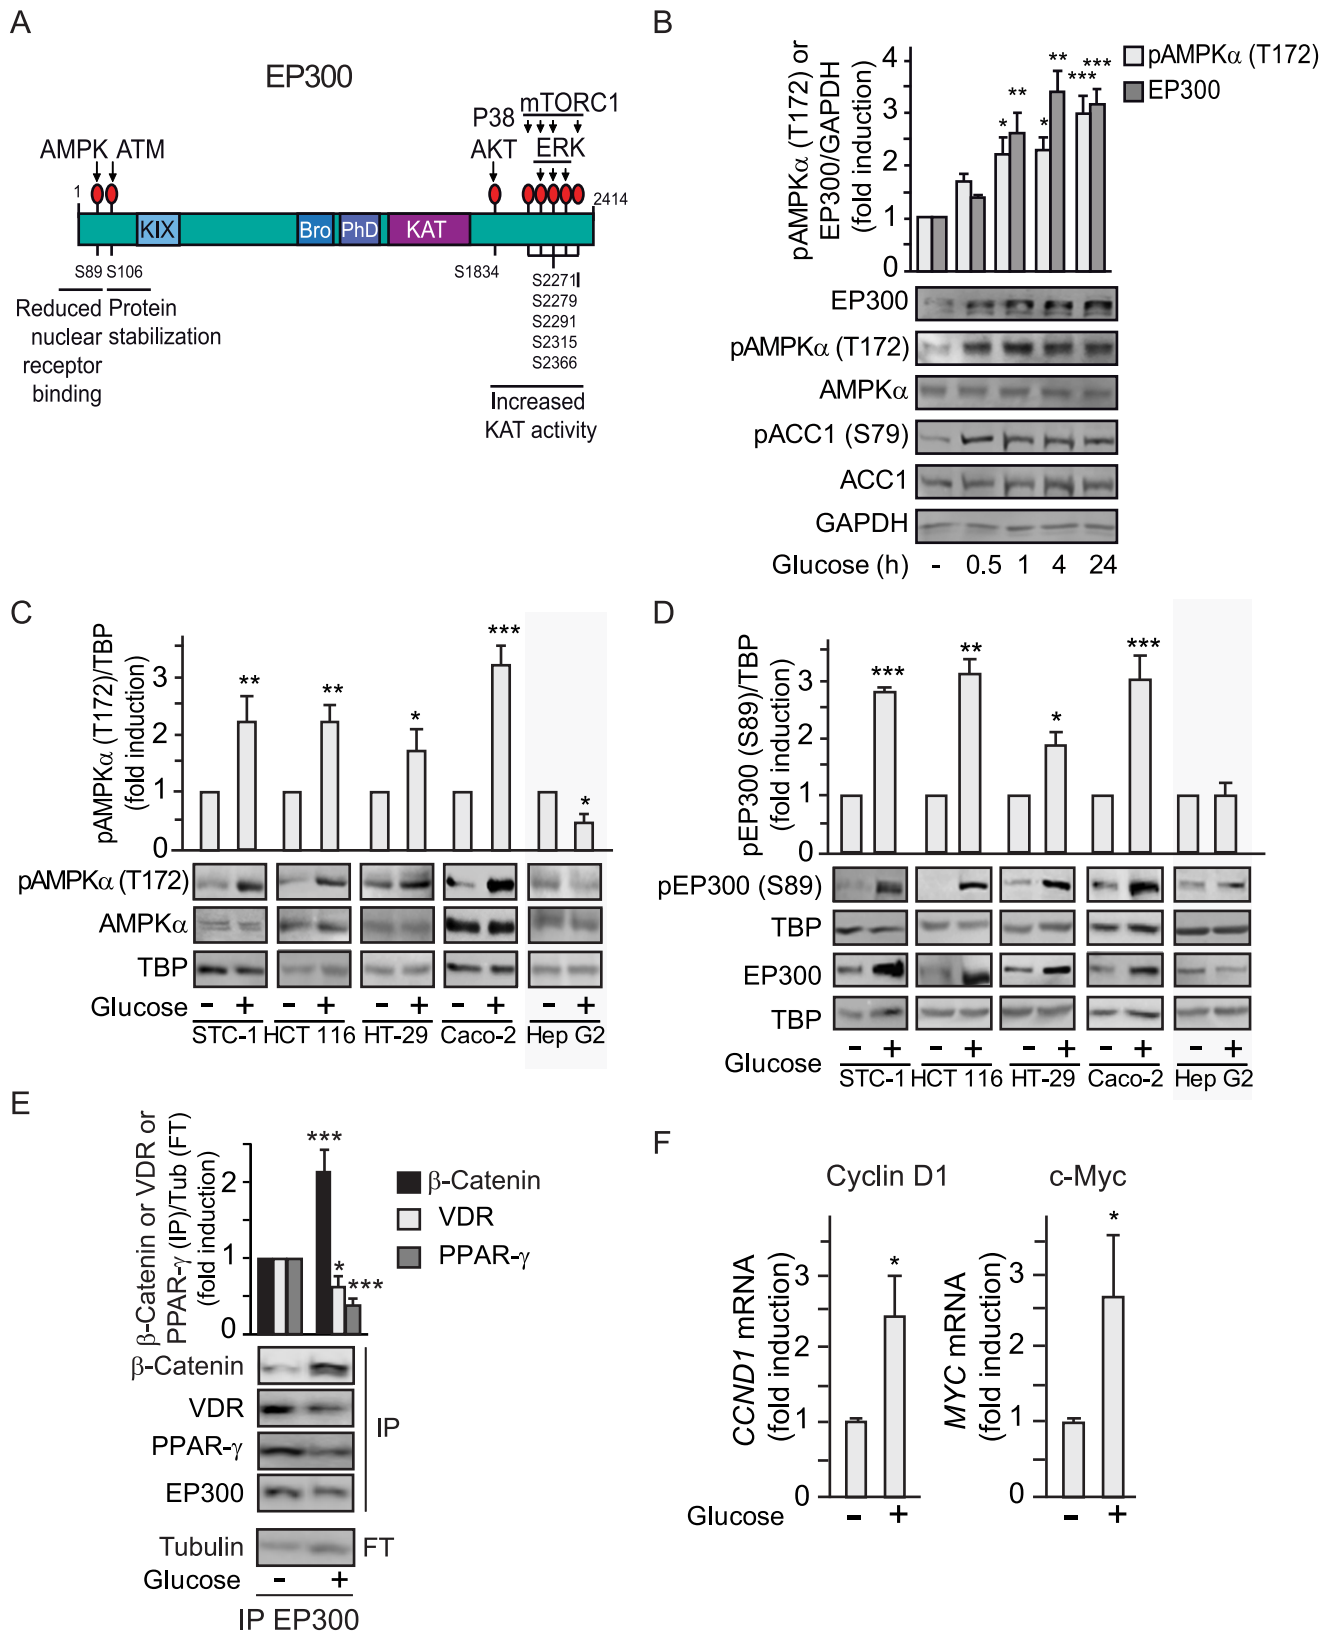 A
EP300
P38
mTORC1
AMPK ATM
AKT
ERK
1
2414
KIX
Bro
PhD
KAT
S89
S106
S1834
S2271
S2279
S2291
S2315
S2366
Reduced
nuclear
receptor
binding
Protein
stabilization
Increased
KAT activity
B
pAMPKα (T172) or
EP300/GAPDH
(fold induction)
4
3
2
1
0
* ** * ** *** ***
pAMPKα (T172)
EP300
EP300
pAMPKα (T172)
AMPKα
pACC1 (S79)
ACC1
GAPDH
Glucose (h) - 0.5 1 4 24
C
pAMPKα (T172)/TBP
(fold induction)
3
2
1
0
** ** * *** *
pAMPKα (T172)
AMPKα
TBP
Glucose − + − + − + − + − +
STC-1 HCT 116 HT-29 Caco-2 Hep G2
D
pEP300 (S89)/TBP
(fold induction)
3
2
1
0
*** ** * ***
pEP300 (S89)
TBP
EP300
TBP
Glucose − + − + − + − + − +
STC-1 HCT 116 HT-29 Caco-2 Hep G2
E
β-Catenin or VDR or
PPAR-γ (IP)/Tub (FT)
(fold induction)
2
1
0
*** * ***
β-Catenin
VDR
PPAR-γ
β-Catenin
VDR
PPAR-γ
EP300
IP
Tubulin
FT
Glucose − +
IP EP300
F
Cyclin D1
CCND1 mRNA
(fold induction)
3
2
1
0
*
c-Myc
MYC mRNA
(fold induction)
3
2
1
0
*
Glucose − + − +